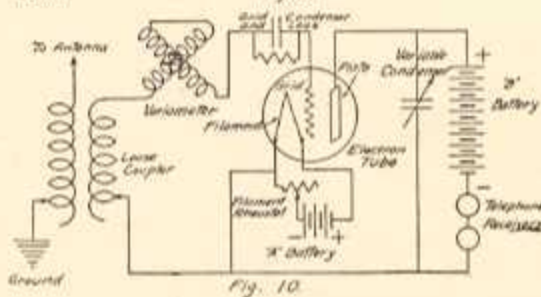 Grid Condenser
and Leak
To Antenna
Variometer
Grid
Plate
Filament
Variable
Condenser
+
"B"
Battery
Electron
Tube
Loose
Coupler
-
Filament
Rheostat
Telephone
Receivers
- +
"A" Battery
Ground
Fig. 10.